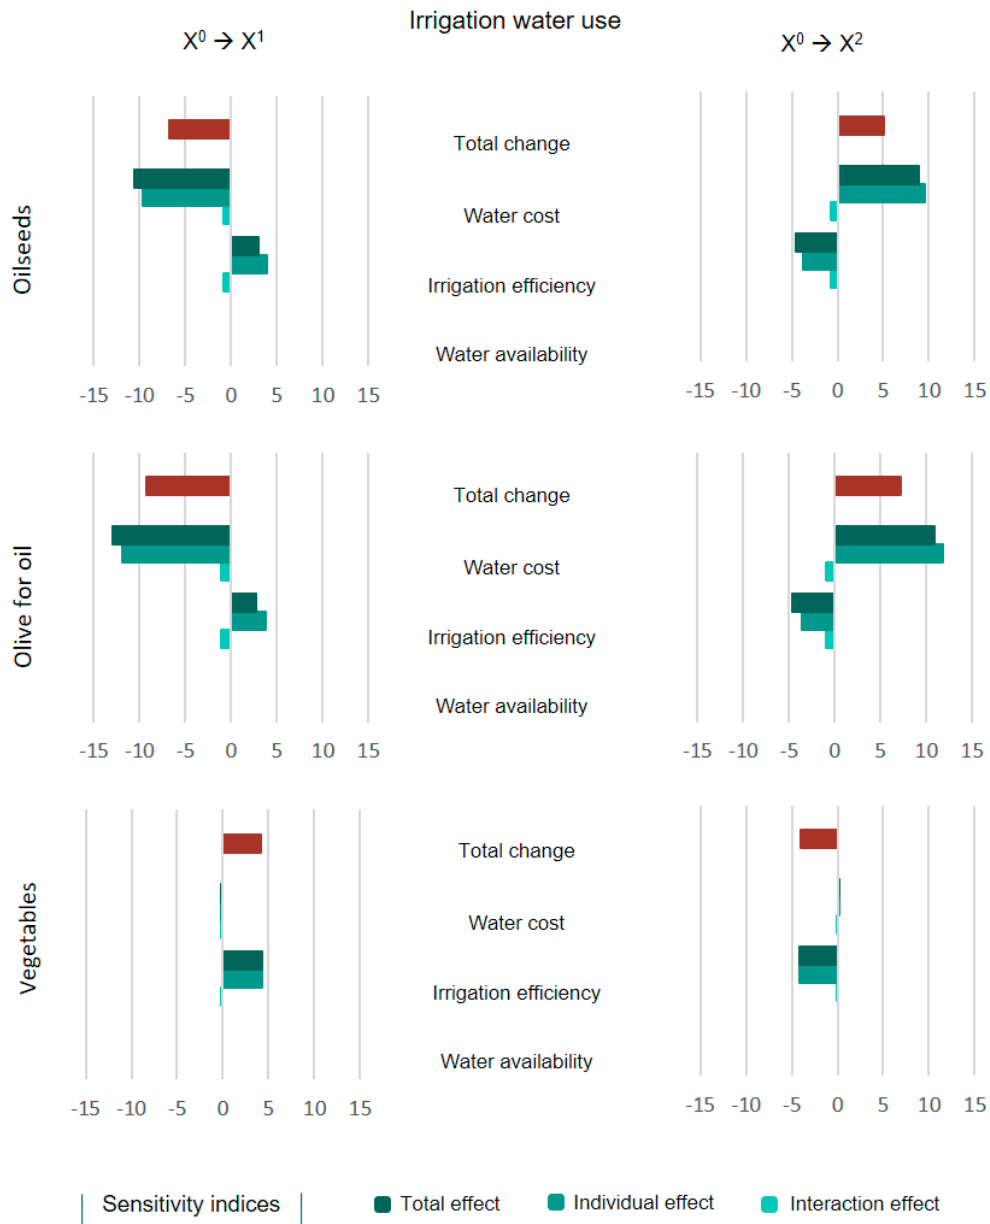 Irrigation water use
X⁰ → X¹
X⁰ → X²
Oilseeds
Total change
Water cost
Irrigation efficiency
Water availability
-15 -10 -5 0 5 10 15
-15 -10 -5 0 5 10 15
Olive for oil
Total change
Water cost
Irrigation efficiency
Water availability
-15 -10 -5 0 5 10 15
-15 -10 -5 0 5 10 15
Vegetables
Total change
Water cost
Irrigation efficiency
Water availability
-15 -10 -5 0 5 10 15
-15 -10 -5 0 5 10 15
Sensitivity indices
Total effect
Individual effect
Interaction effect